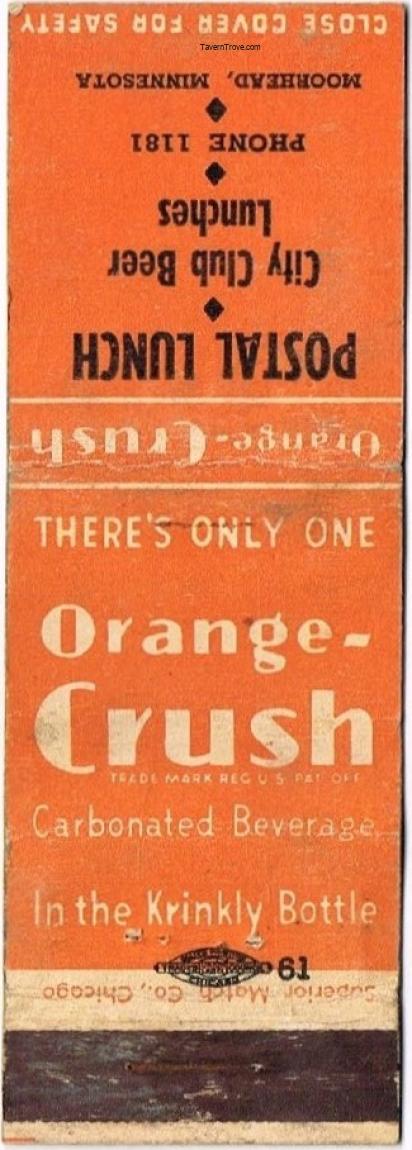 CLOSE COVER FOR SAFETY
TavernTrove.com
MOORHEAD, MINNESOTA
PHONE 1181
Lunches
City Club Beer
POSTAL LUNCH
Orange-Crush
THERE'S ONLY ONE
Orange-
Crush
TRADE MARK REG U.S. PAT OFF
Carbonated Beverage
In the Krinkly Bottle
61
Superior Match Co., Chicago